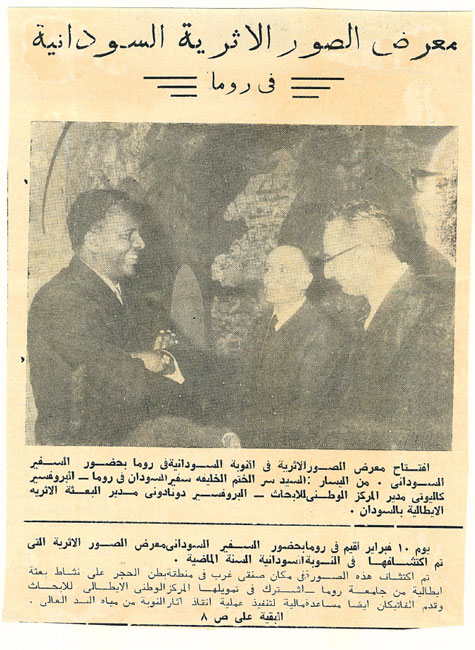 معرض الصور الاثرية السودانية
فى روما
افتتاح معرض الصور الاثرية فى النوبة السودانية فى روما بحضور السفير
السودانى . من اليسار : السيد سر الختم الخليفه سفير السودان فى روما ــ البروفسير
كاليوتى مدير المركز الوطنى للابحاث ــ البروفسير دونادونى مدير البعثة الاثريه
الايطالية بالسودان .
يوم ١٠ فبراير اقيم فى روما بحضور السفير السودانى معرض الصور الاثرية التى
تم اكتشافها فى النوبة السودانية السنة الماضية .
تم اكتشاف هذه الصور فى مكان صنقى غرب فى منطقة بطن الحجر على نشاط بعثة
ايطالية من جامعة روما ــ اشترك فى تمويلها المركز الوطنى الايطالى للابحاث
وقدم الفاتيكان ايضا مساعدة مالية لتنفيذ عملية انقاذ آثار النوبة من مياه السد العالى .
البقية على ص ٨